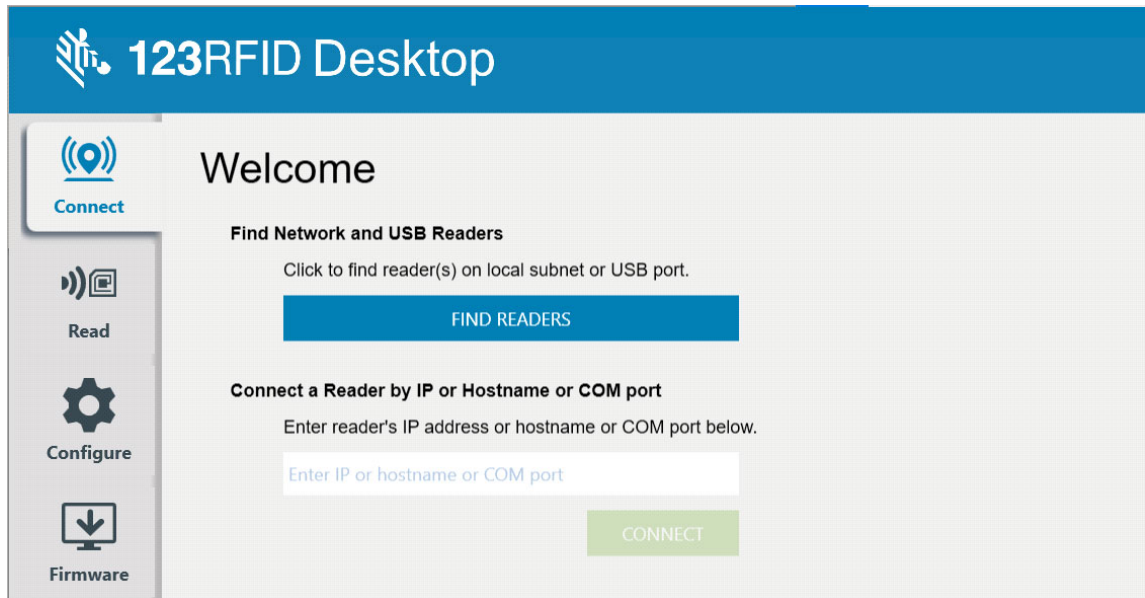 123RFID Desktop
Connect
Read
Configure
Firmware
Welcome
Find Network and USB Readers
Click to find reader(s) on local subnet or USB port.
FIND READERS
Connect a Reader by IP or Hostname or COM port
Enter reader's IP address or hostname or COM port below.
Enter IP or hostname or COM port
CONNECT